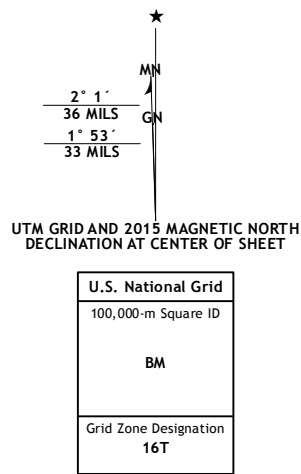 ★
MN
2° 1´
36 MILS
GN
1° 53´
33 MILS
UTM GRID AND 2015 MAGNETIC NORTH
DECLINATION AT CENTER OF SHEET
U.S. National Grid
100,000-m Square ID
BM
Grid Zone Designation
16T